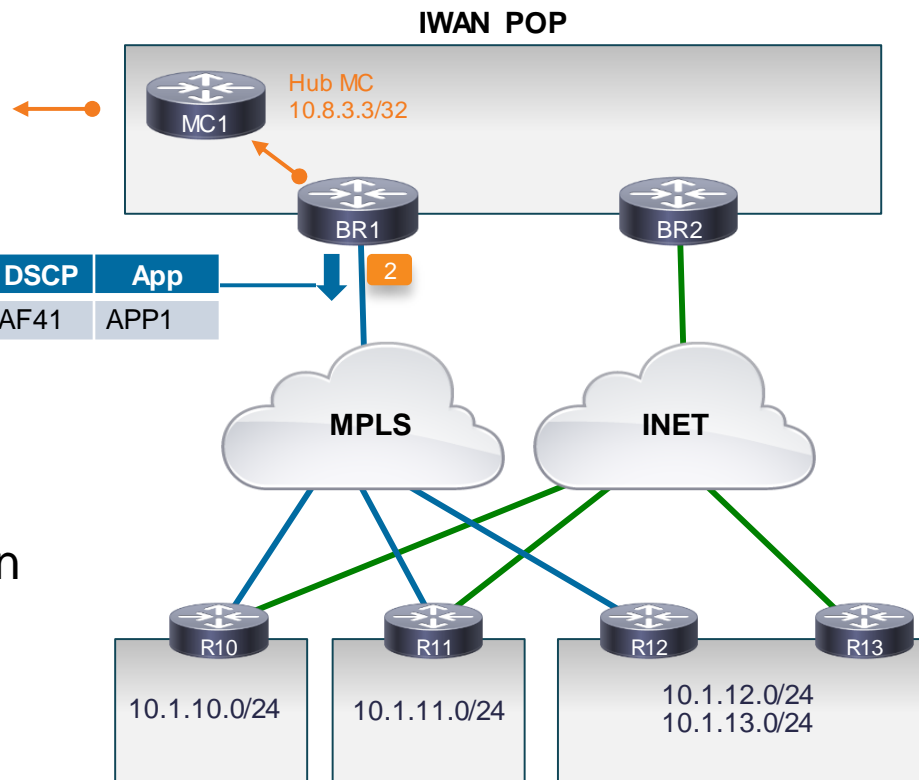 IWAN POP
Hub MC
10.8.3.3/32
MC1
BR1
BR2
2
DSCP App
AF41 APP1
MPLS
INET
n
R10
R11
R12
R13
10.1.10.0/24
10.1.11.0/24
10.1.12.0/24
10.1.13.0/24